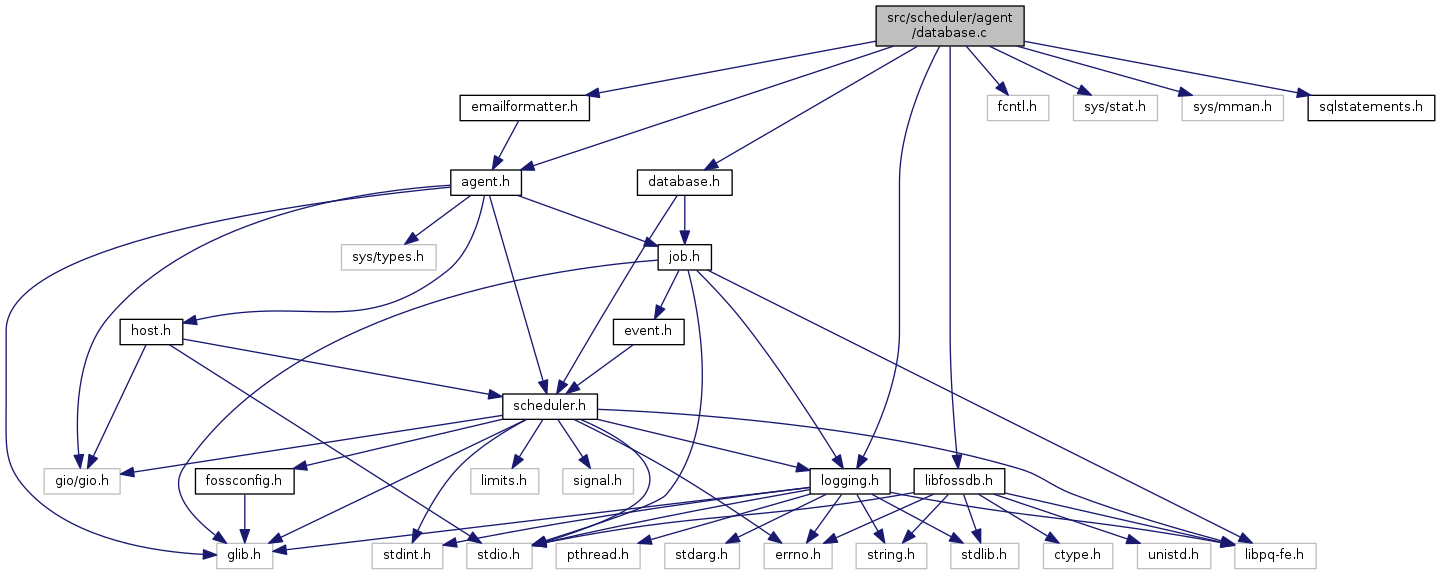 src/scheduler/agent
/database.c
emailformatter.h
fcntl.h
sys/stat.h
sys/mman.h
sqlstatements.h
agent.h
database.h
sys/types.h
job.h
host.h
event.h
scheduler.h
gio/gio.h
fossconfig.h
limits.h
signal.h
logging.h
libfossdb.h
glib.h
stdint.h
stdio.h
pthread.h
stdarg.h
errno.h
string.h
stdlib.h
ctype.h
unistd.h
libpq-fe.h